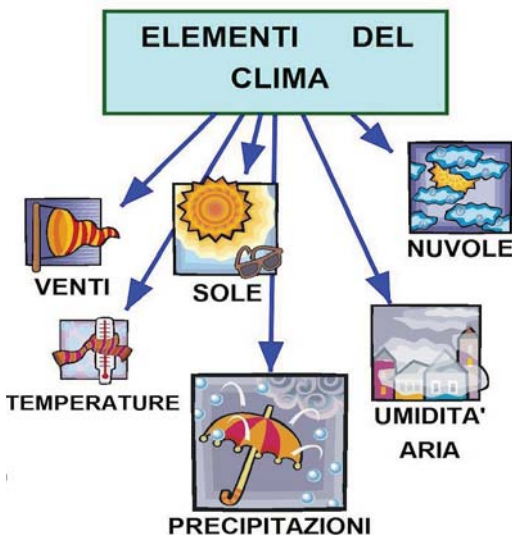 ELEMENTI DEL
CLIMA
VENTI
SOLE
NUVOLE
TEMPERATURE
UMIDITA'
ARIA
PRECIPITAZIONI